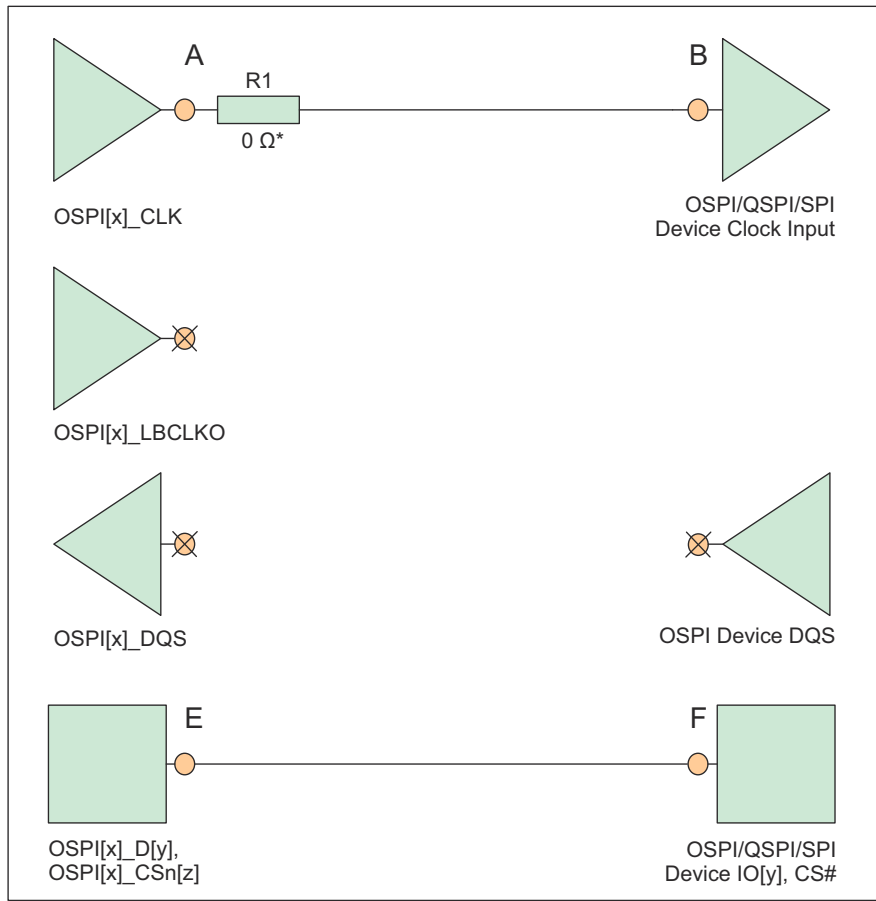 A
B
R1
0 Ω*
OSPI[x]_CLK
OSPI/QSPI/SPI
Device Clock Input
OSPI[x]_LBCLKO
OSPI[x]_DQS
OSPI Device DQS
E
F
OSPI[x]_D[y],
OSPI[x]_CSn[z]
OSPI/QSPI/SPI
Device IO[y], CS#